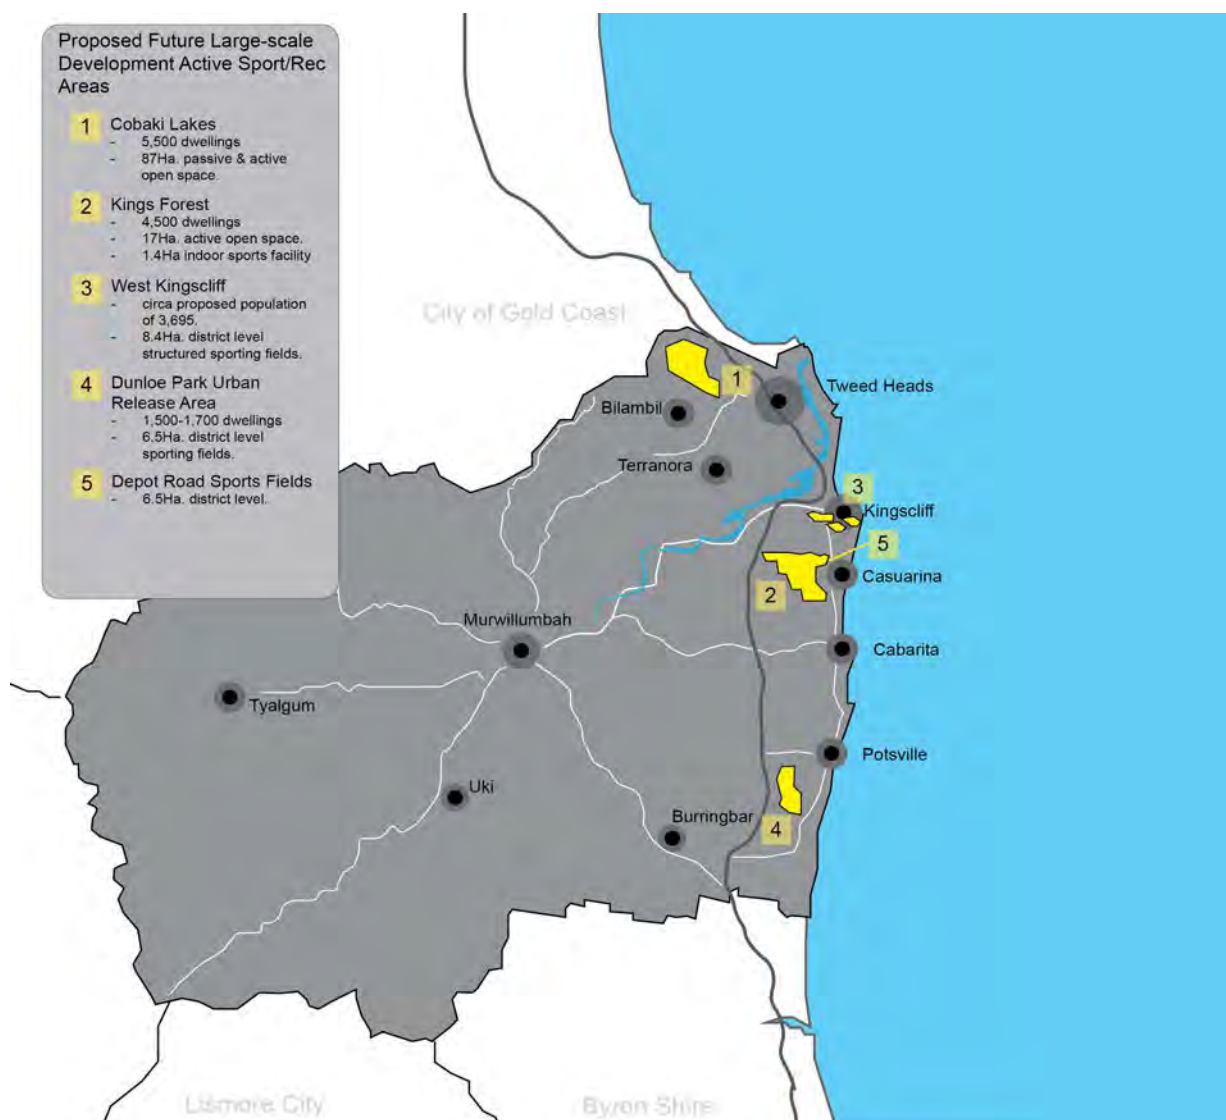 Proposed Future Large-scale
Development Active Sport/Rec
Areas
1 Cobaki Lakes
- 5,500 dwellings
- 87Ha. passive & active
open space.
2 Kings Forest
- 4,500 dwellings
- 17Ha. active open space.
- 1.4Ha indoor sports facility
3 West Kingscliff
- circa proposed population
of 3,695.
- 8.4Ha. district level
structured sporting fields.
4 Dunloe Park Urban
Release Area
- 1,500-1,700 dwellings
- 6.5Ha. district level
sporting fields.
5 Depot Road Sports Fields
- 6.5Ha. district level.
City of Gold Coast
1
Tweed Heads
Bilambil
Terranora
3
Kingscliff
5
Casuarina
2
Murwillumbah
Cabarita
Tyalgum
Potsville
Uki
Burringbar
4
Lismore City
Byron Shire